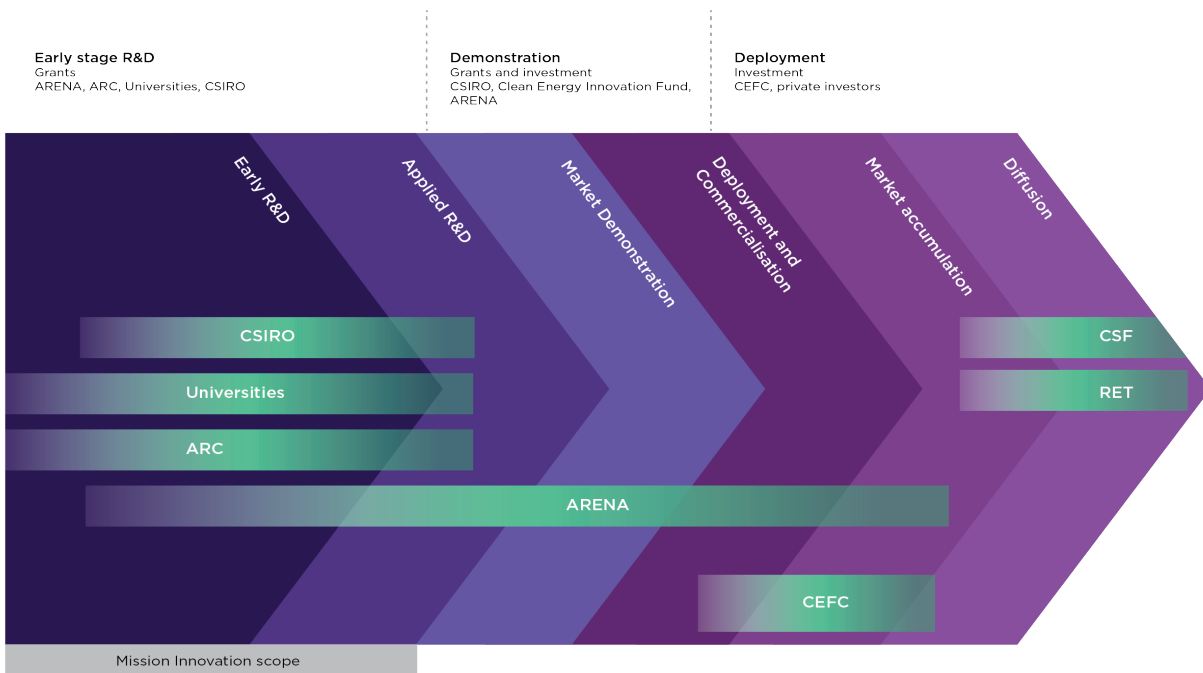 Early stage R&D
Grants
ARENA, ARC, Universities, CSIRO
Demonstration
Grants and investment
CSIRO, Clean Energy Innovation Fund,
ARENA
Deployment
Investment
CEFC, private investors
Early R&D
Applied R&D
Market Demonstration
Deployment and
Commercialisation
Market accumulation
Diffusion
CSIRO
CSF
Universities
RET
ARC
ARENA
CEFC
Mission Innovation scope